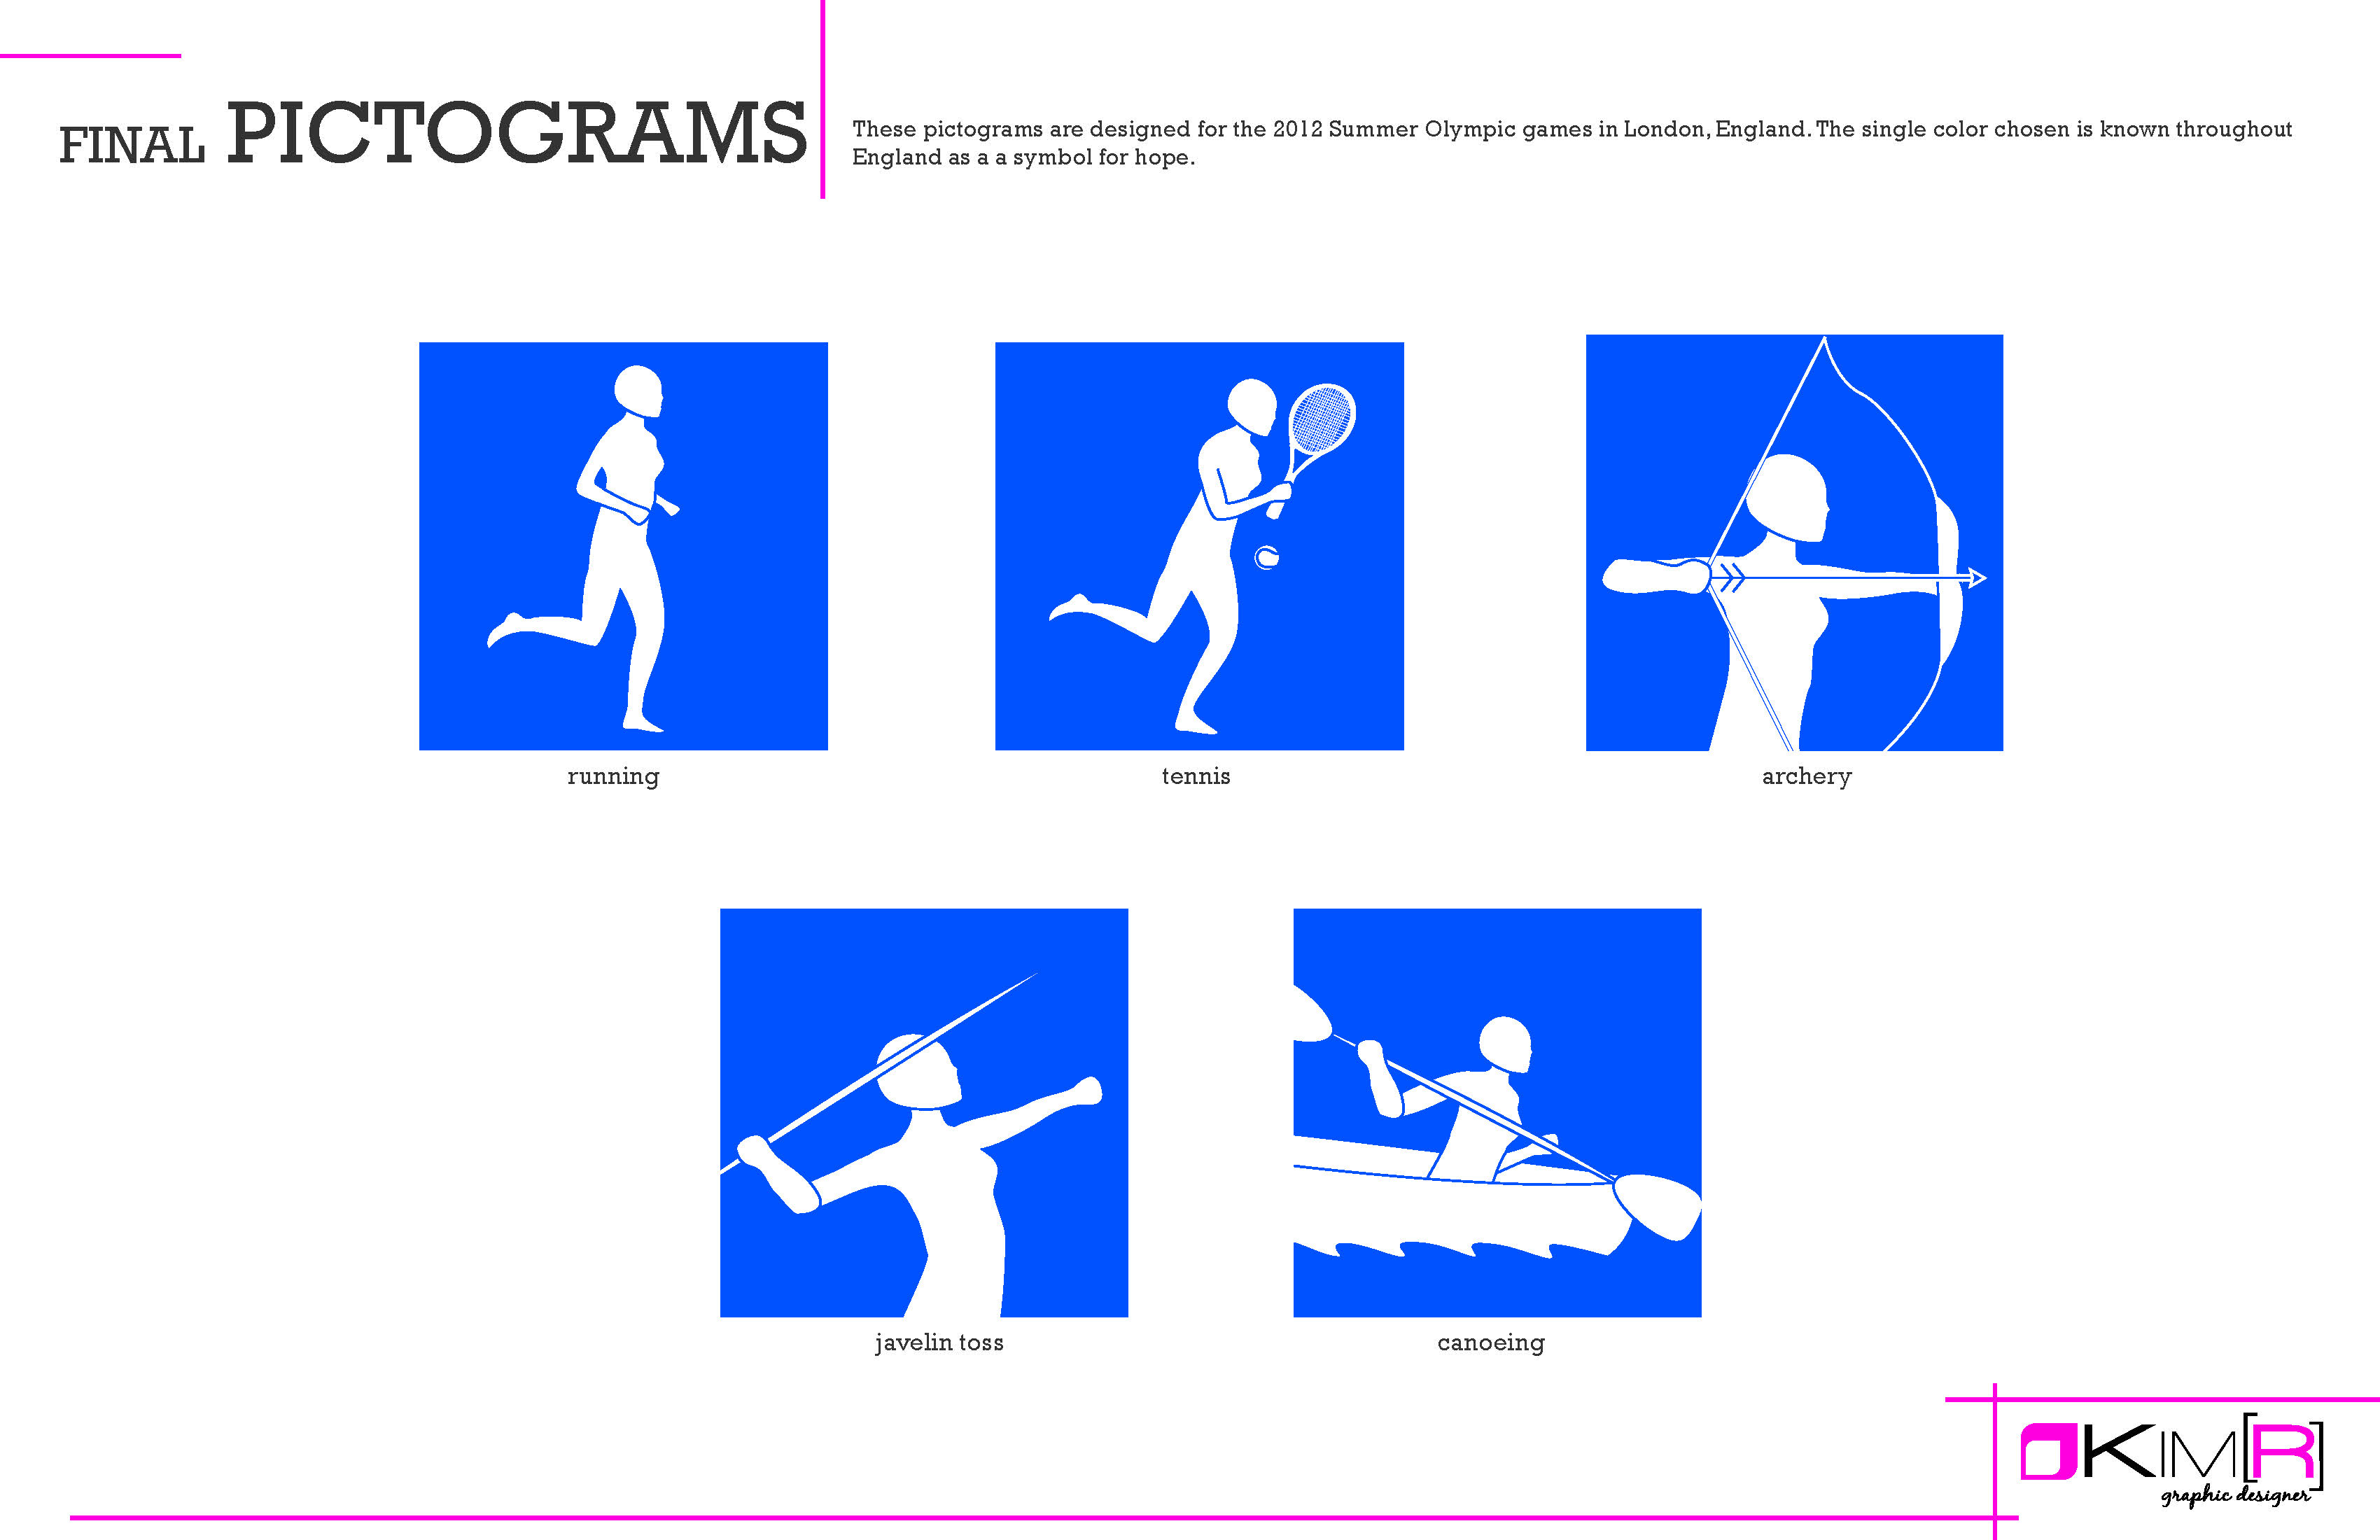 FINAL PICTOGRAMS
These pictograms are designed for the 2012 Summer Olympic games in London, England. The single color chosen is known throughout
England as a a symbol for hope.
running
tennis
archery
javelin toss
canoeing
KIM[R]
graphic designer